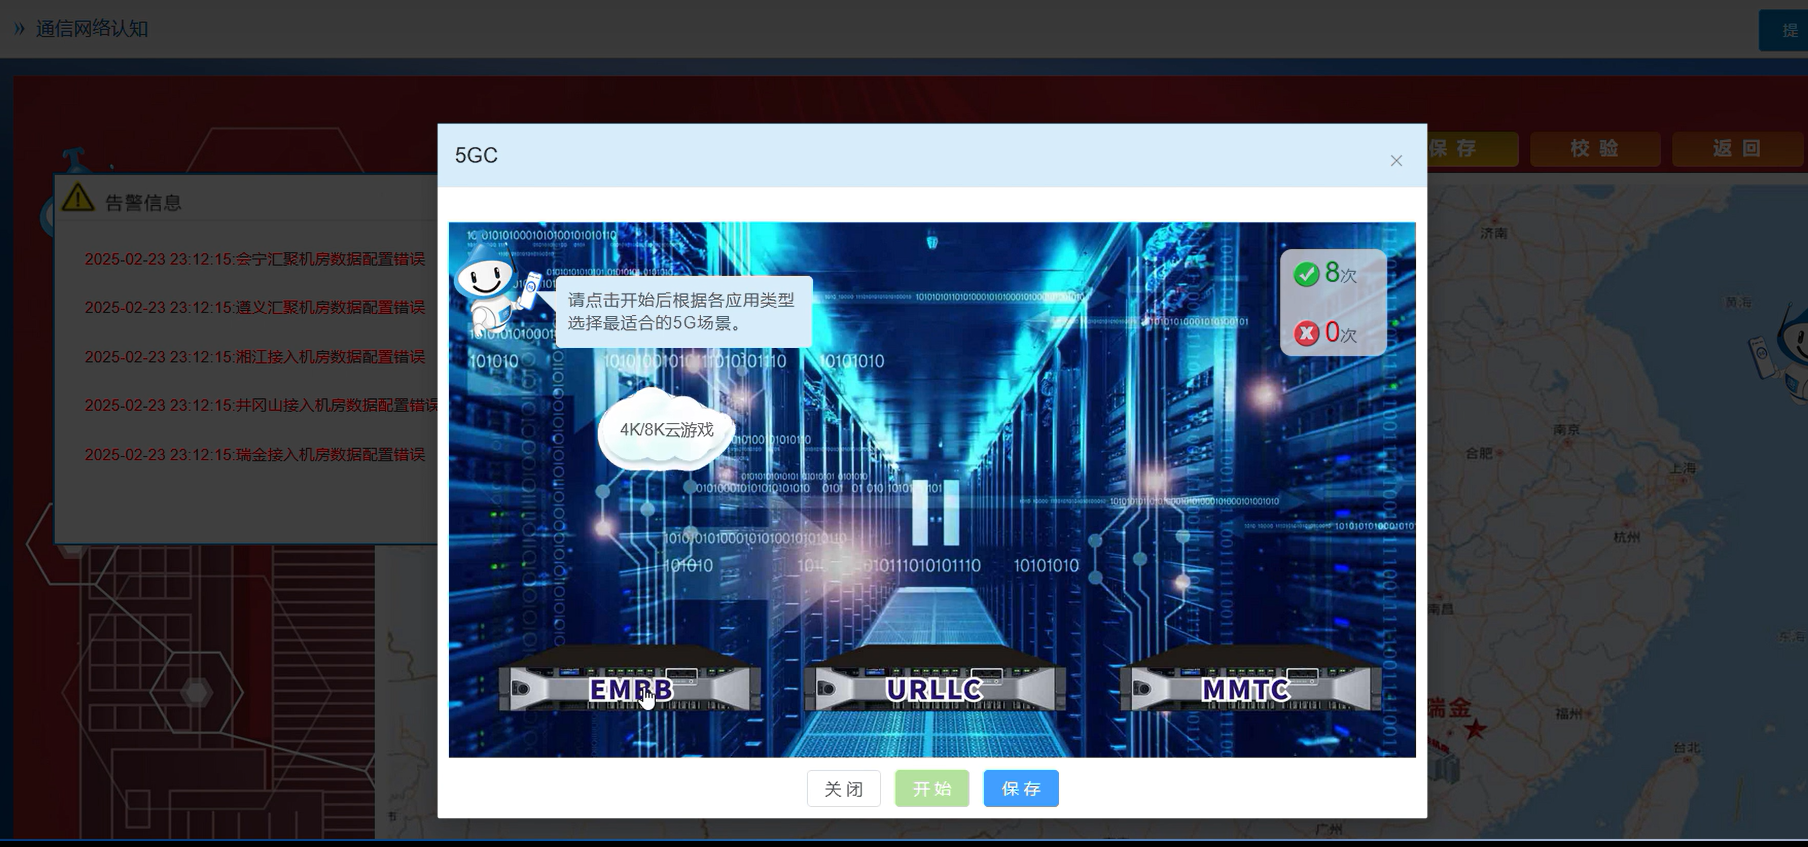 通信网络认知
提
保 存
校 验
返 回
告警信息
2025-02-23 23:12:15:会宁汇聚机房数据配置错误
2025-02-23 23:12:15:遵义汇聚机房数据配置错误
2025-02-23 23:12:15:湘江接入机房数据配置错误
2025-02-23 23:12:15:井冈山接入机房数据配置错误
2025-02-23 23:12:15:瑞金接入机房数据配置错误
5GC
请点击开始后根据各应用类型
选择最适合的5G场景。
8次
0次
101010
10101010
4K/8K云游戏
101010
10101010
EMBB
URLLC
MMTC
关 闭
开 始
保 存
济南
黄海
南京
合肥
上海
杭州
南昌
东海
瑞金
福州
台北
广州
市